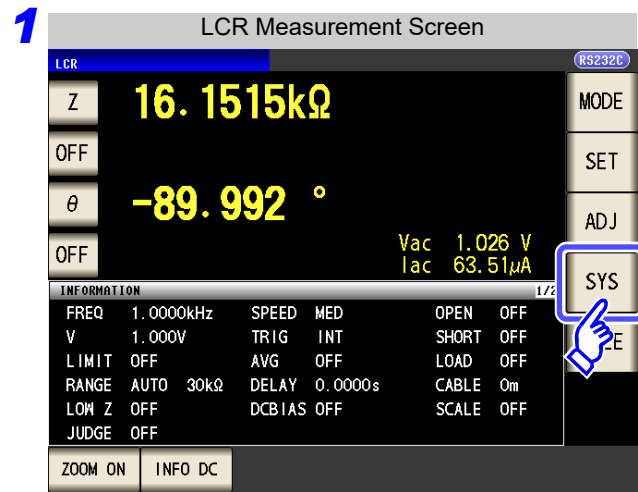 1
LCR Measurement Screen
LCR
RS232C
Z
16.1515kΩ
MODE
OFF
SET
θ
-89.992 °
ADJ
OFF
Vac 1.026 V
Iac 63.51μA
SYS
INFORMATION
FREQ 1.0000kHz SPEED MED OPEN OFF
V 1.000V TRIG INT SHORT OFF
LIMIT OFF AVG OFF LOAD OFF
RANGE AUTO 30kΩ DELAY 0.0000s CABLE 0m
LOW Z OFF DCBIAS OFF SCALE OFF
JUDGE OFF
ZOOM ON
INFO DC